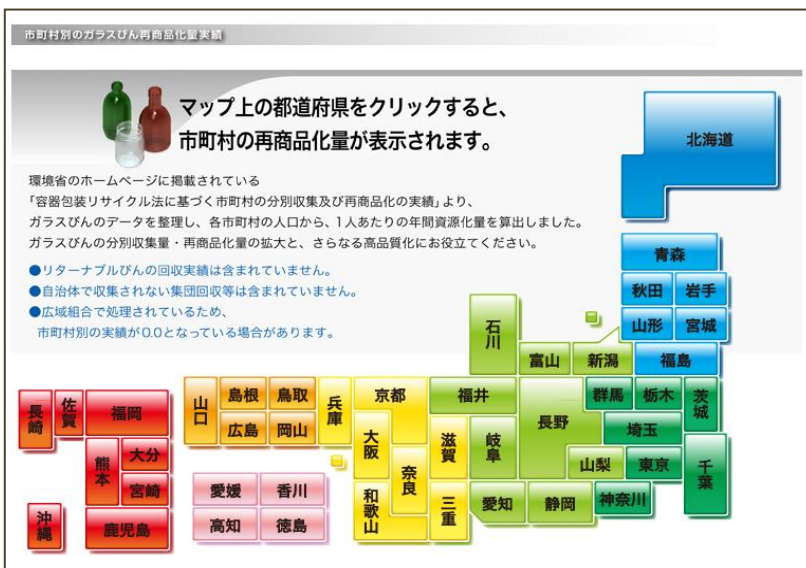 市町村別のガラスびん再商品化量実績
マップ上の都道府県をクリックすると、
市町村の再商品化量が表示されます。
環境省のホームページに掲載されている
「容器包装リサイクル法に基づく市町村の分別収集及び再商品化の実績」より、
ガラスびんのデータを整理し、各市町村の人口から、1人あたりの年間資源化量を算出しました。
ガラスびんの分別収集量・再商品化量の拡大と、さらなる高品質化にお役立てください。
●リターナブルびんの回収実績は含まれていません。
●自治体で収集されない集団回収等は含まれていません。
●広域組合で処理されているため、
市町村別の実績が0.0となっている場合があります。
北海道
青森
秋田
岩手
山形
宮城
福島
石川
富山
新潟
福井
長野
岐阜
山梨
愛知
静岡
群馬
栃木
茨城
埼玉
東京
千葉
神奈川
兵庫
京都
大阪
奈良
和歌山
滋賀
三重
山口
島根
鳥取
広島
岡山
愛媛
香川
高知
徳島
長崎
佐賀
福岡
熊本
大分
宮崎
鹿児島
沖縄